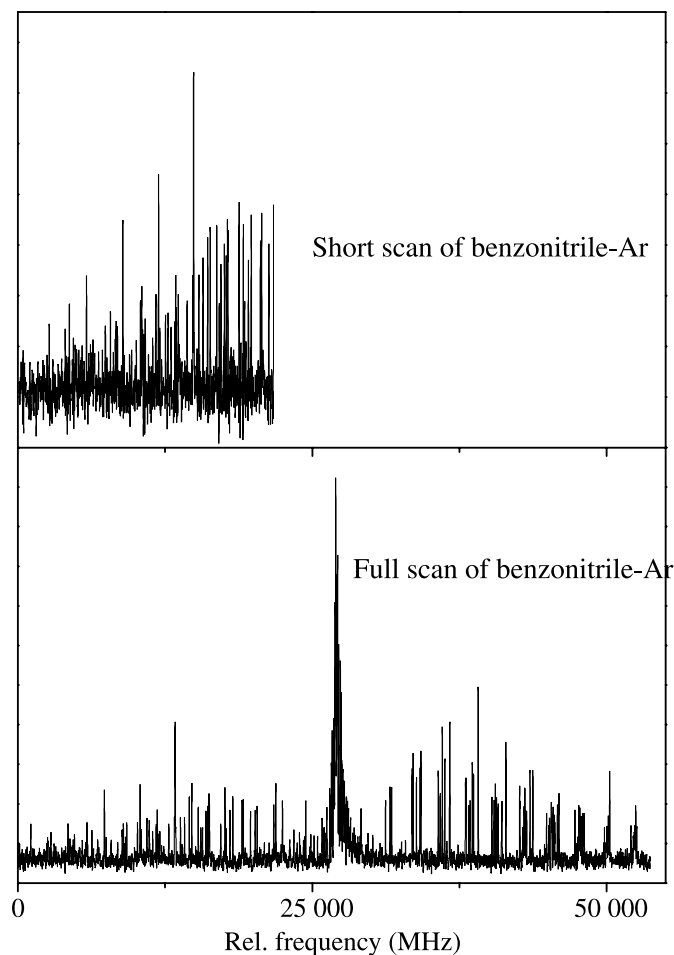 Short scan of benzonitrile-Ar
Full scan of benzonitrile-Ar
0 25 000 50 000
Rel. frequency (MHz)